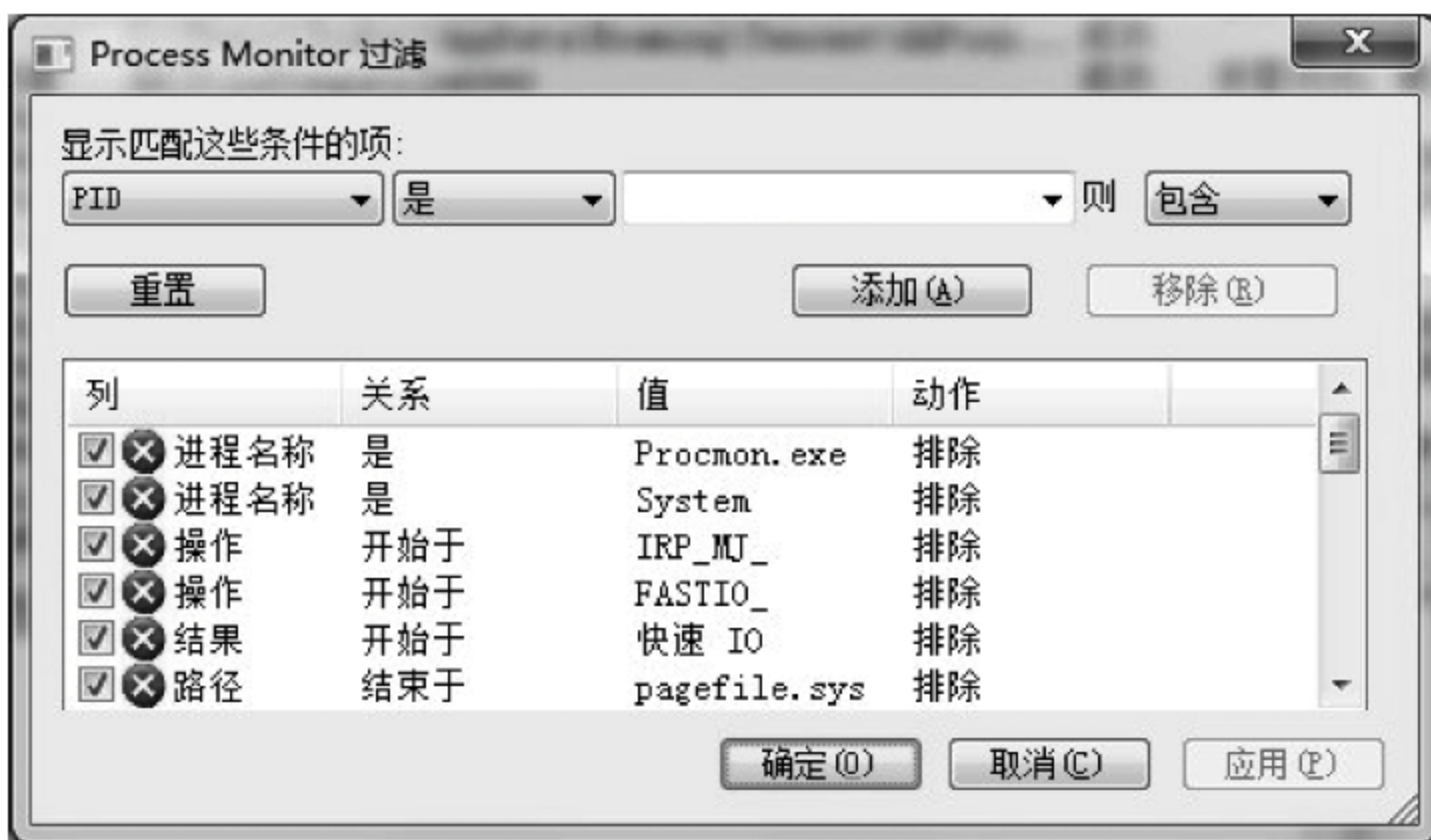 Process Monitor 过滤
显示匹配这些条件的项:
PID 是 则 包含
重置 添加(A) 移除(R)
列 关系 值 动作
进程名称 是 Procmon.exe 排除
进程名称 是 System 排除
操作 开始于 IRP_MJ_ 排除
操作 开始于 FASTIO_ 排除
结果 开始于 快速 IO 排除
路径 结束于 pagefile.sys 排除
确定(O) 取消(C) 应用(P)